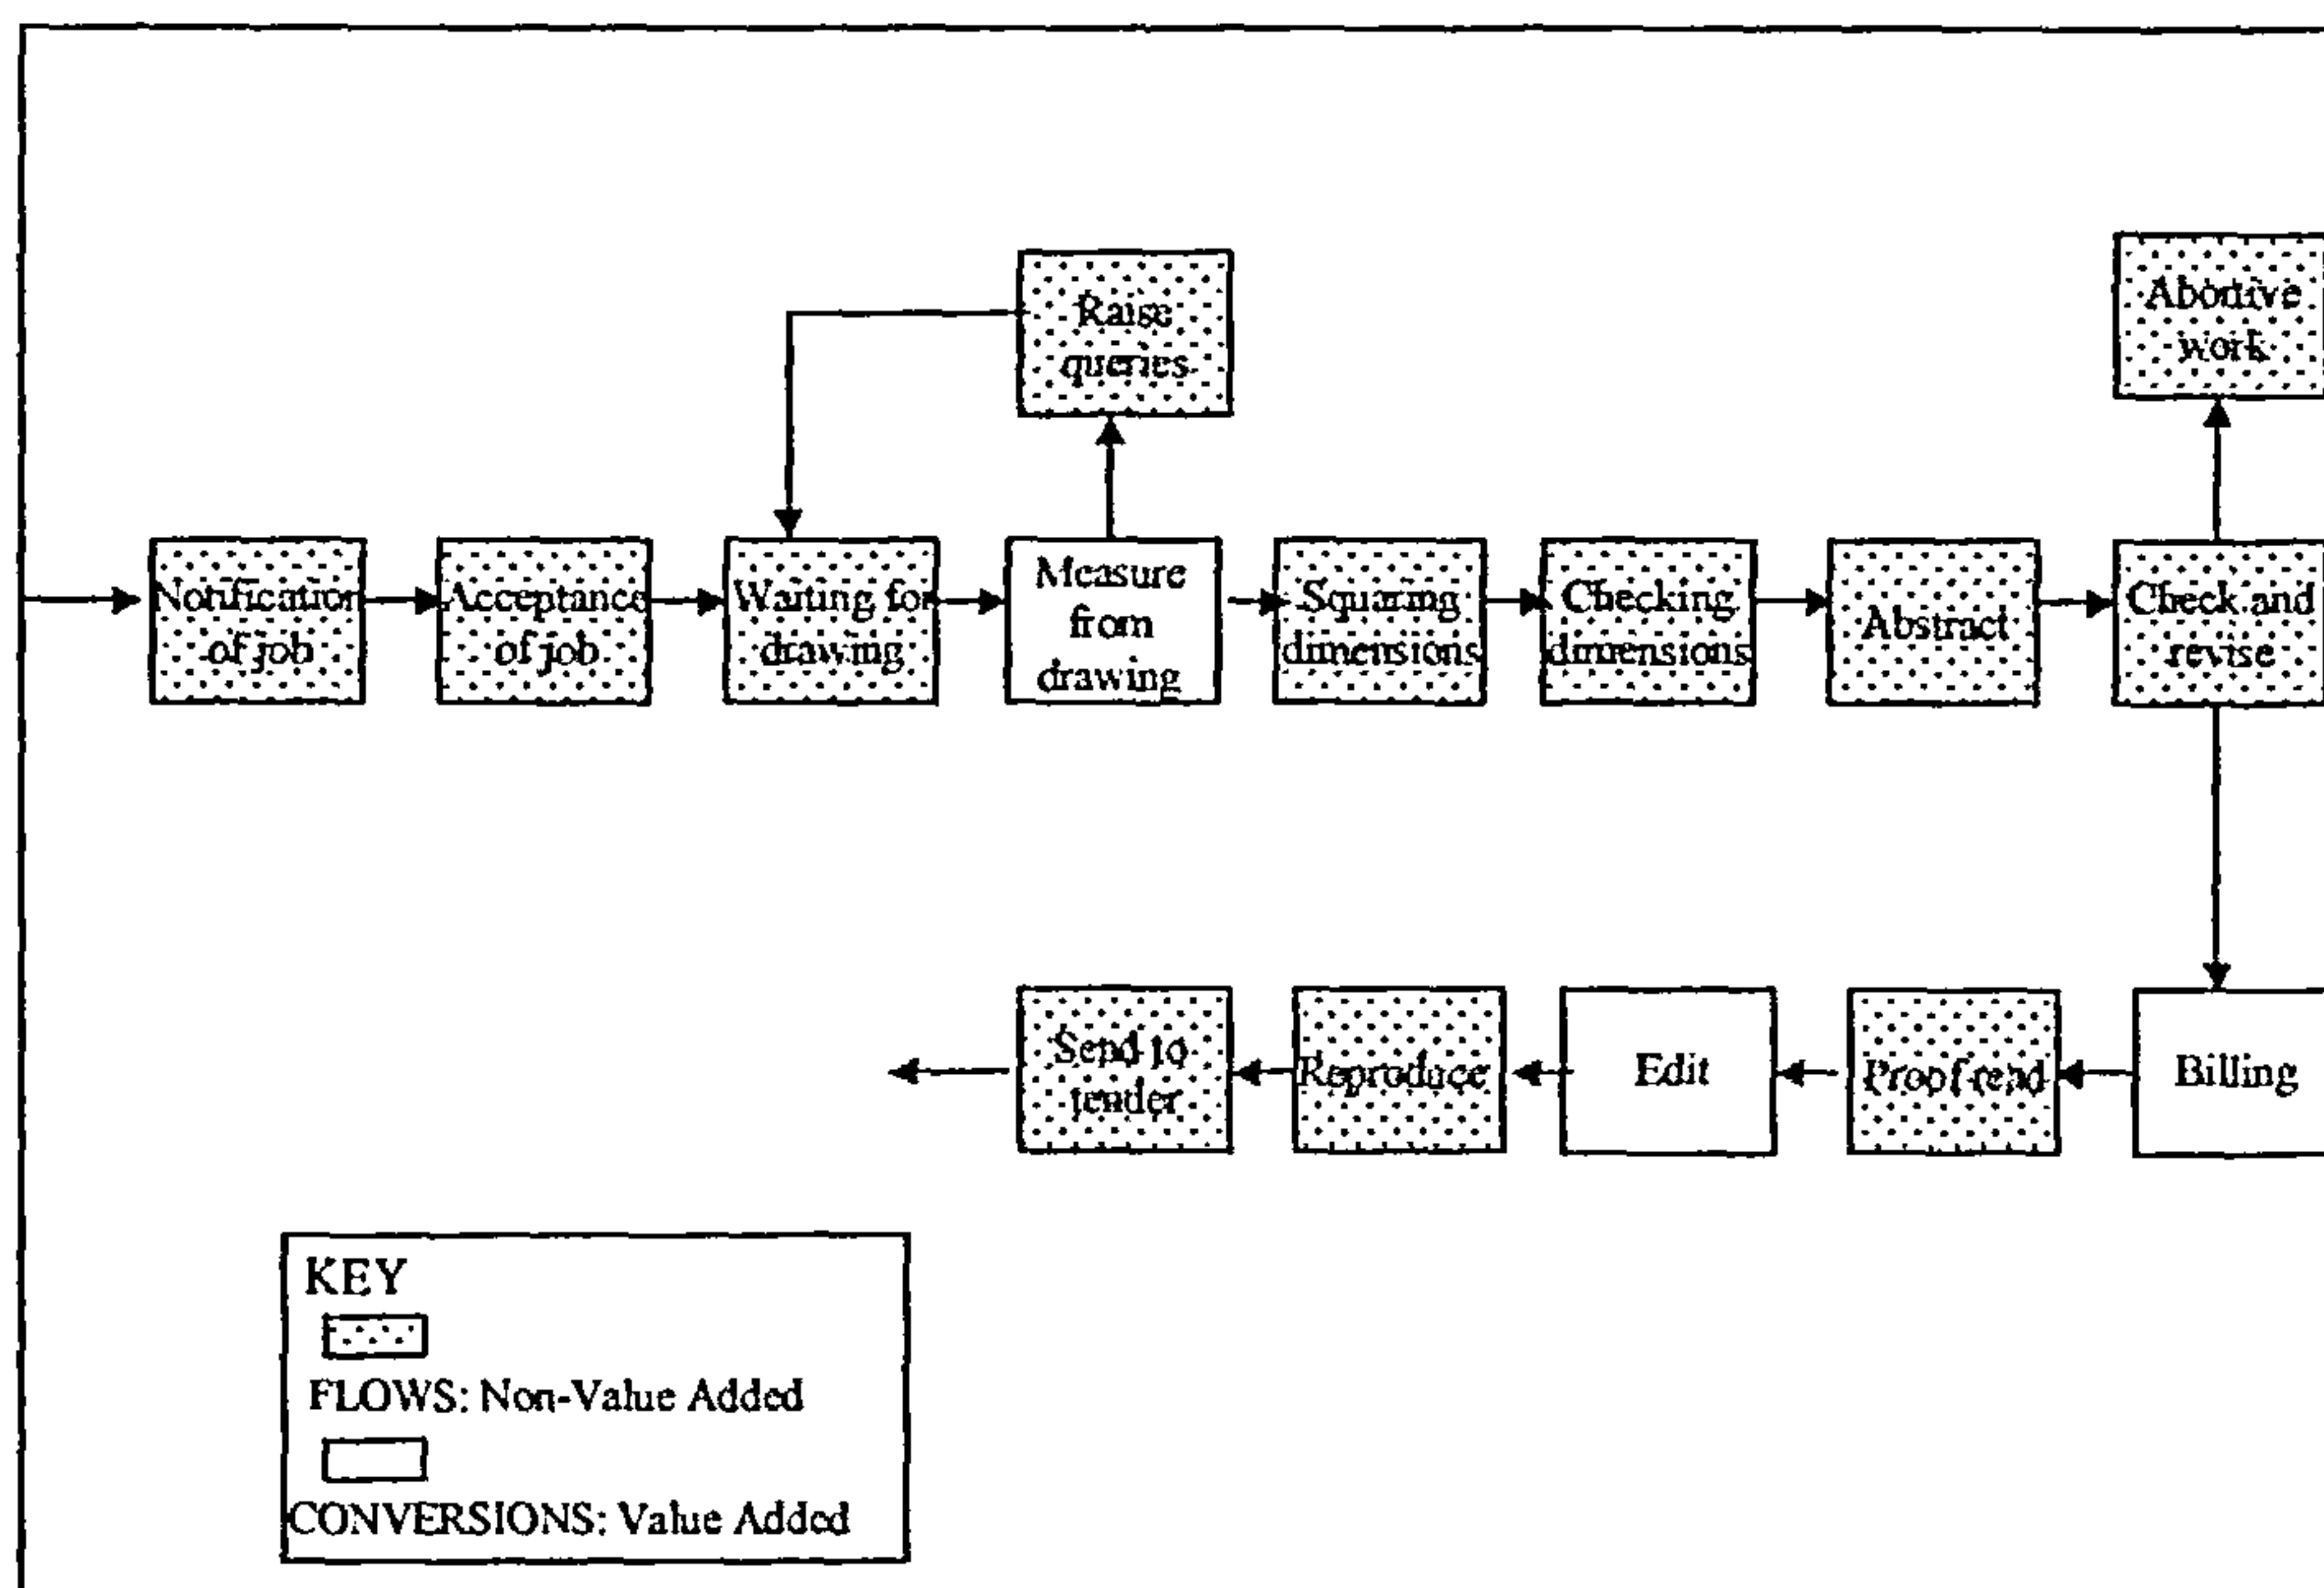 Raise
queries
Abortive
work
Notification
of job
Acceptance
of job
Waiting for
drawing
Measure
from
drawing
Squaring
dimensions
Checking
dimensions
Abstract
Check and
revise
Send to
tender
Reproduce
Edit
Proof read
Billing
KEY
FLOWS: Non-Value Added
CONVERSIONS: Value Added